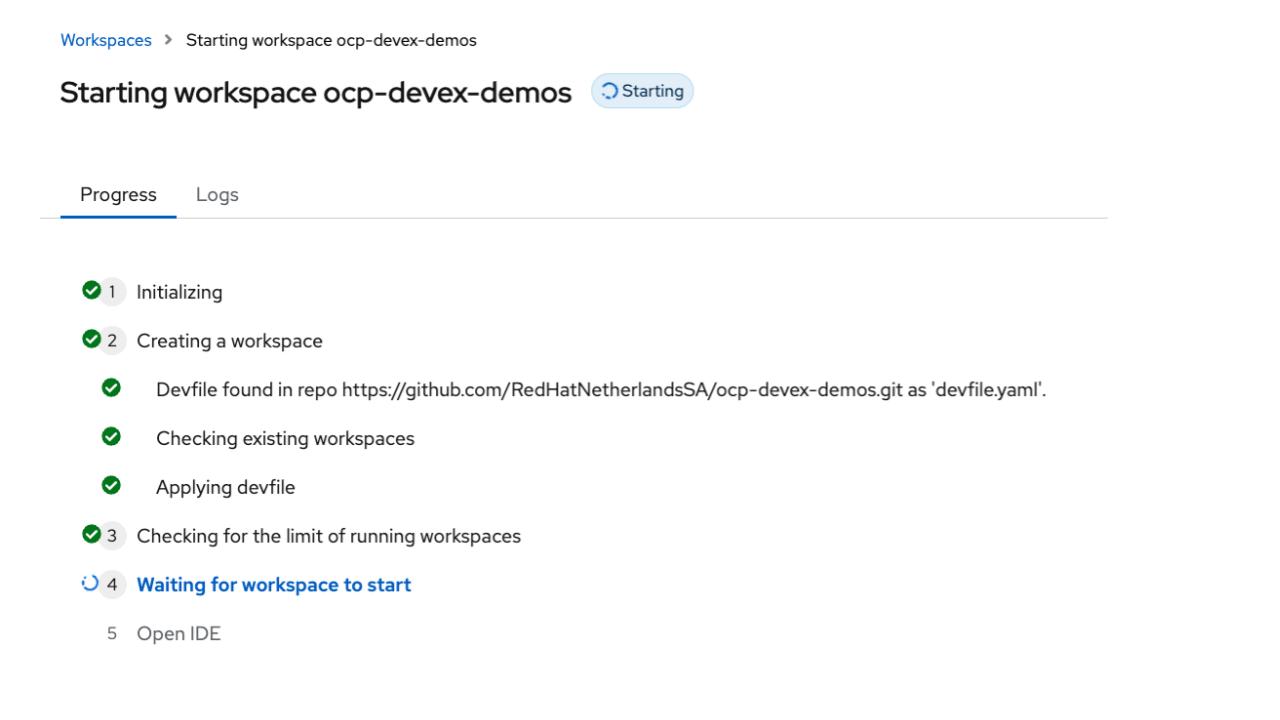 Workspaces > Starting workspace ocp-devex-demos
Starting workspace ocp-devex-demos Starting
Progress Logs
1 Initializing
2 Creating a workspace
Devfile found in repo https://github.com/RedHatNetherlandsSA/ocp-devex-demos.git as 'devfile.yaml'.
Checking existing workspaces
Applying devfile
3 Checking for the limit of running workspaces
4 Waiting for workspace to start
5 Open IDE